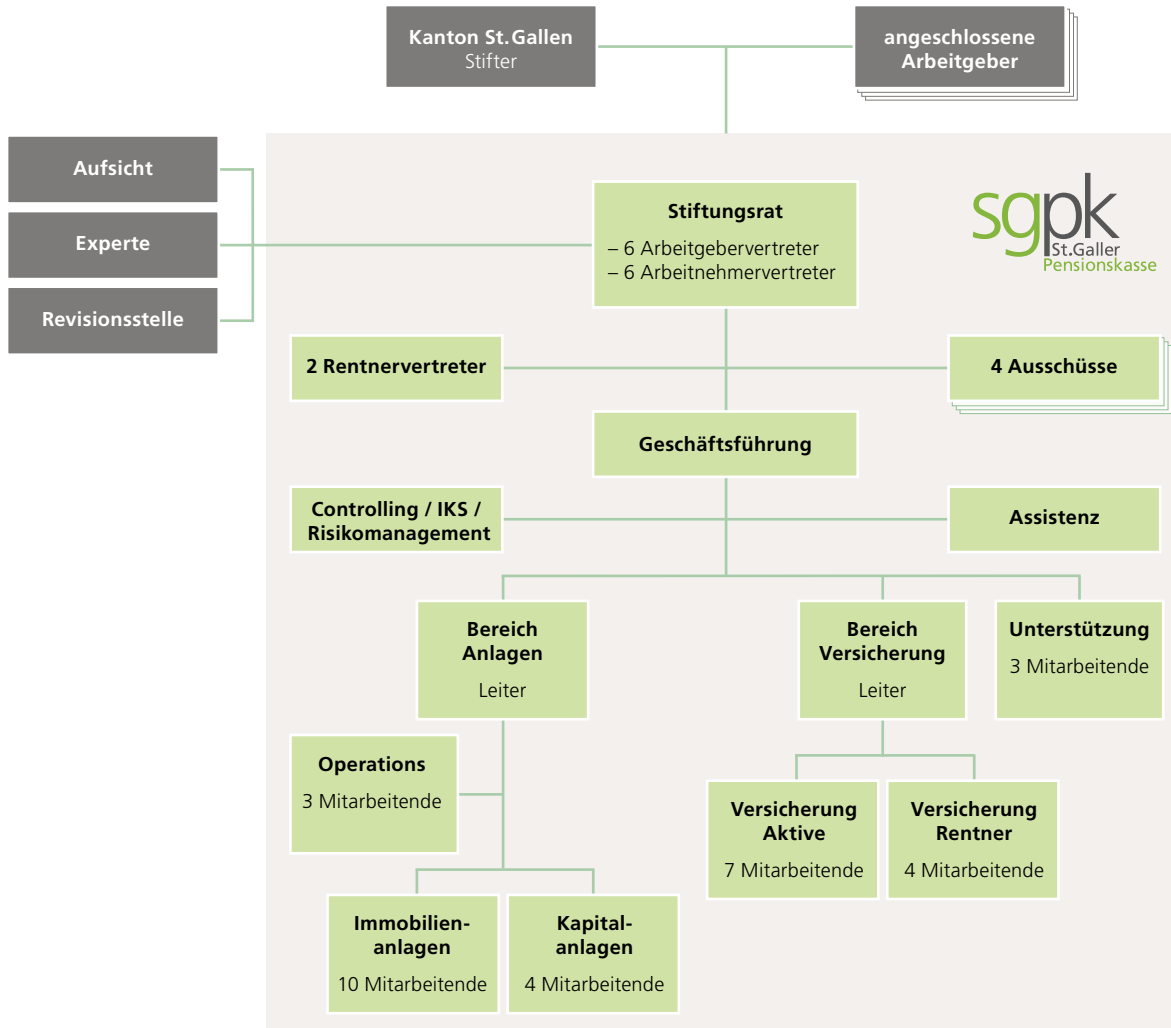 Kanton St.Gallen
Stifter
angeschlossene
Arbeitgeber
Aufsicht
Experte
Revisionsstelle
Stiftungsrat
– 6 Arbeitgebervertreter
– 6 Arbeitnehmervertreter
sgpk
St.Galler
Pensionskasse
2 Rentnervertreter
4 Ausschüsse
Geschäftsführung
Controlling / IKS /
Risikomanagement
Assistenz
Bereich
Anlagen
Leiter
Bereich
Versicherung
Leiter
Unterstützung
3 Mitarbeitende
Operations
3 Mitarbeitende
Versicherung
Aktive
7 Mitarbeitende
Versicherung
Rentner
4 Mitarbeitende
Immobilien-
anlagen
10 Mitarbeitende
Kapital-
anlagen
4 Mitarbeitende